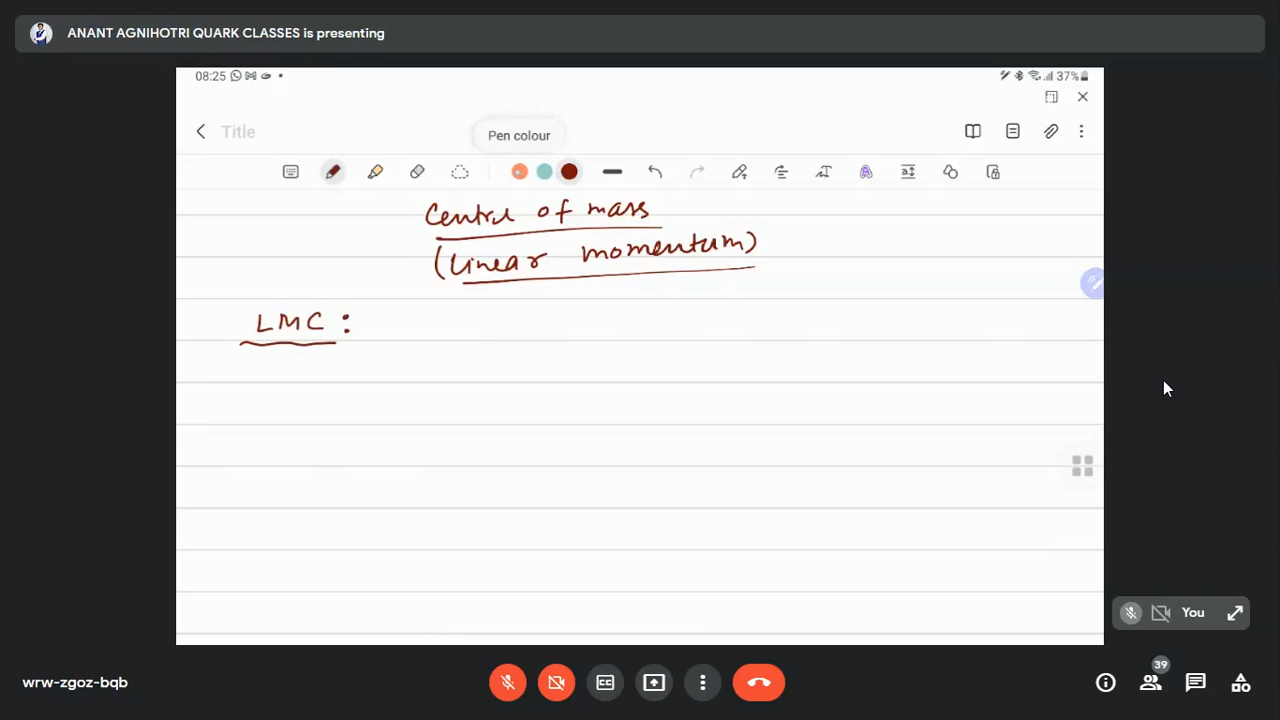 ANANT AGNIHOTRI QUARK CLASSES is presenting
08:25
37%
Title
Pen colour
Centre of mass
(Linear momentum)
LMC :
You
wrw-zgoz-bqb
39